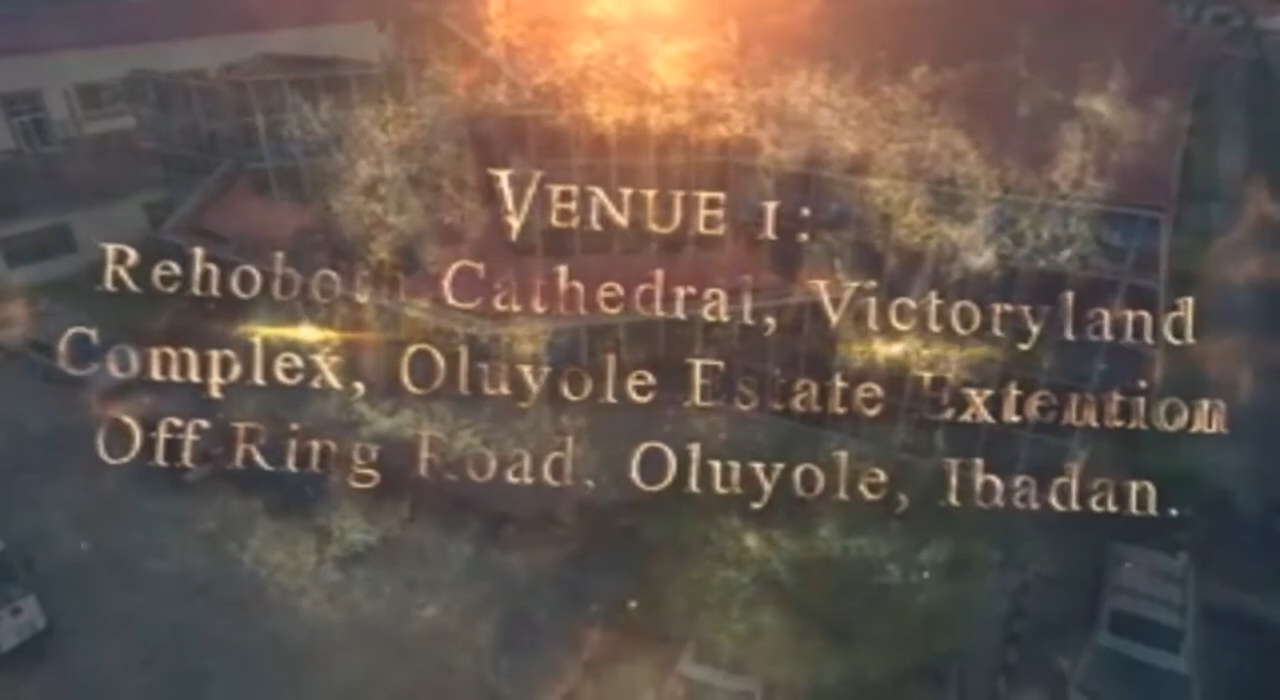 VENUE 1:
Rehoboth Cathedral, Victoryland
Complex, Oluyole Estate Extention
Off Ring Road, Oluyole, Ibadan.